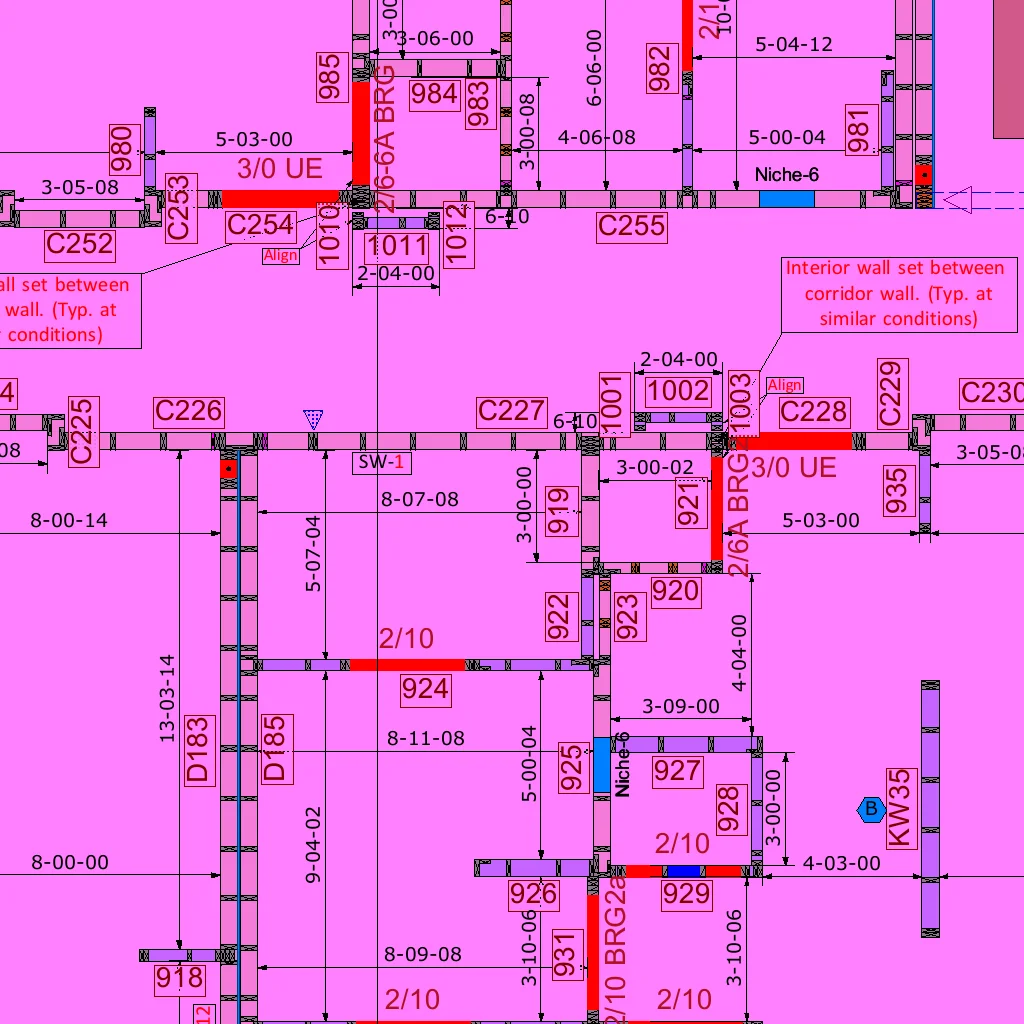 3-00
3-06-00
985
2/6-6A BRG
984
983
3-00-08
6-06-00
982
2/1
5-04-12
4-06-08
5-00-04
981
Niche-6
980
5-03-00
3/0 UE
3-05-08
C252
C253
C254
1010
1011
1012
6-10
C255
Align
2-04-00
all set between
wall. (Typ. at
conditions)
Interior wall set between
corridor wall. (Typ. at
similar conditions)
2-04-00
1001
1002
1003
Align
C229
C230
4
C225
C226
C227
6-10
C228
08
SW-1
3-00-02
3/0 UE
3-05-08
8-07-08
3-00-00
919
921
2/6A BRG
935
8-00-14
5-03-00
5-07-04
922
923
920
2/10
924
4-04-00
13-03-14
3-09-00
D183
D185
8-11-08
5-00-04
925
Niche-6
927
928
3-00-00
B
KW35
9-04-02
2/10
8-00-00
4-03-00
926
929
3-10-06
931
2/10 BRG2a
3-10-06
8-09-08
918
12
2/10
2/10